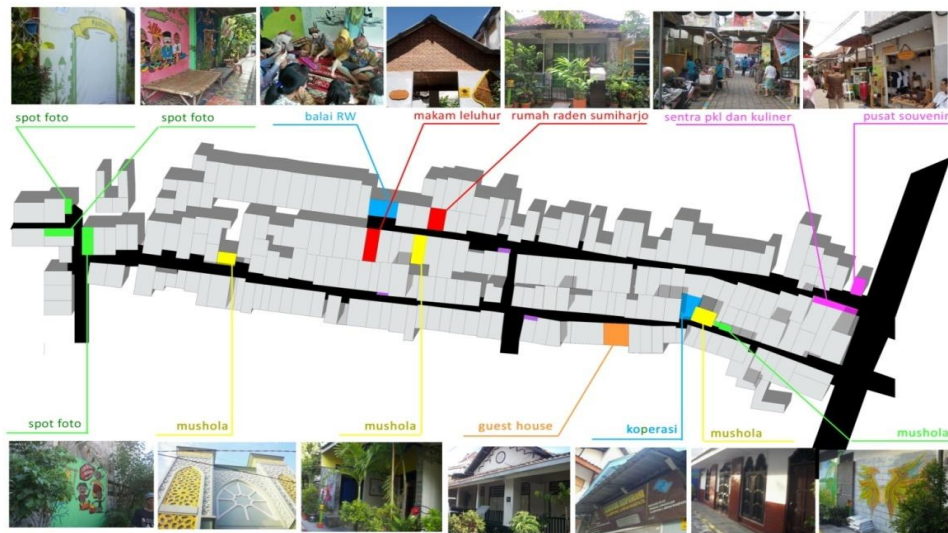 spot foto
spot foto
balai RW
makam leluhur
rumah raden sumiharjo
sentra pkl dan kuliner
pusat souvenir
spot foto
mushola
mushola
guest house
koperasi
mushola
mushola